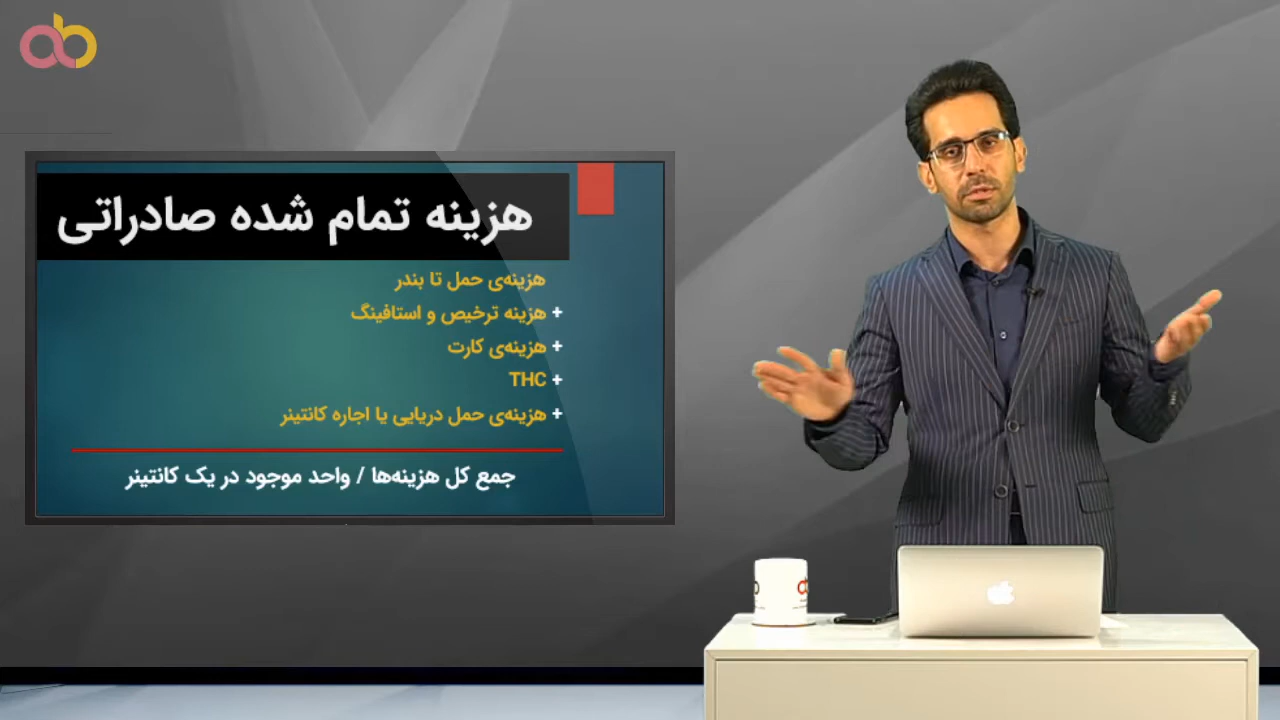 ab
هزینه تمام شده صادراتی
هزینه‌ی حمل تا بندر
+ هزینه ترخیص و استافینگ
+ هزینه‌ی کارت
+ THC
+ هزینه‌ی حمل دریایی یا اجاره کانتینر
جمع کل هزینه‌ها / واحد موجود در یک کانتینر